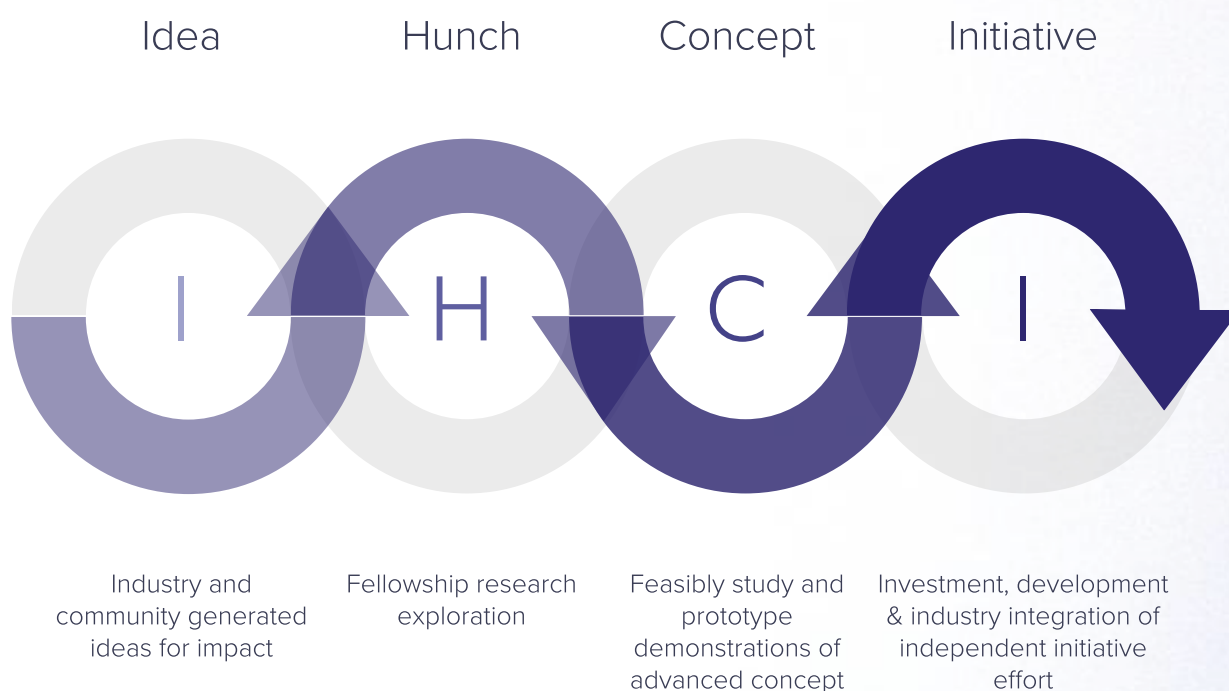 Idea
Hunch
Concept
Initiative
I
H
C
I
Industry and
community generated
ideas for impact
Fellowship research
exploration
Feasibly study and
prototype
demonstrations of
advanced concept
Investment, development
& industry integration of
independent initiative
effort